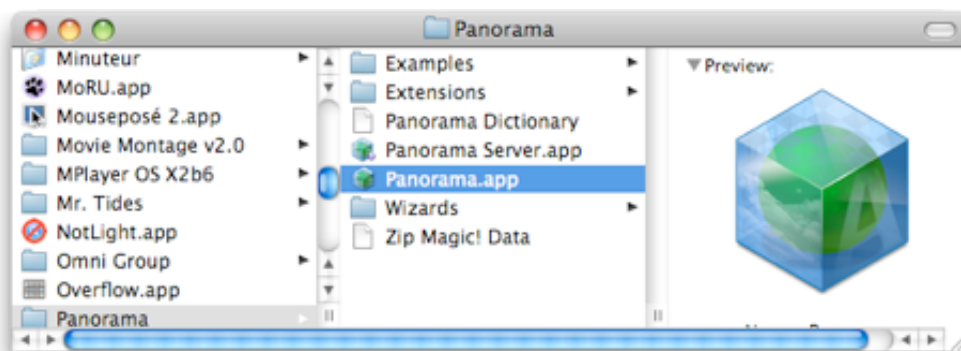 Panorama
Minuteur
MoRU.app
Mouseposé 2.app
Movie Montage v2.0
MPlayer OS X2b6
Mr. Tides
NotLight.app
Omni Group
Overflow.app
Panorama
Examples
Extensions
Panorama Dictionary
Panorama Server.app
Panorama.app
Wizards
Zip Magic! Data
Preview: